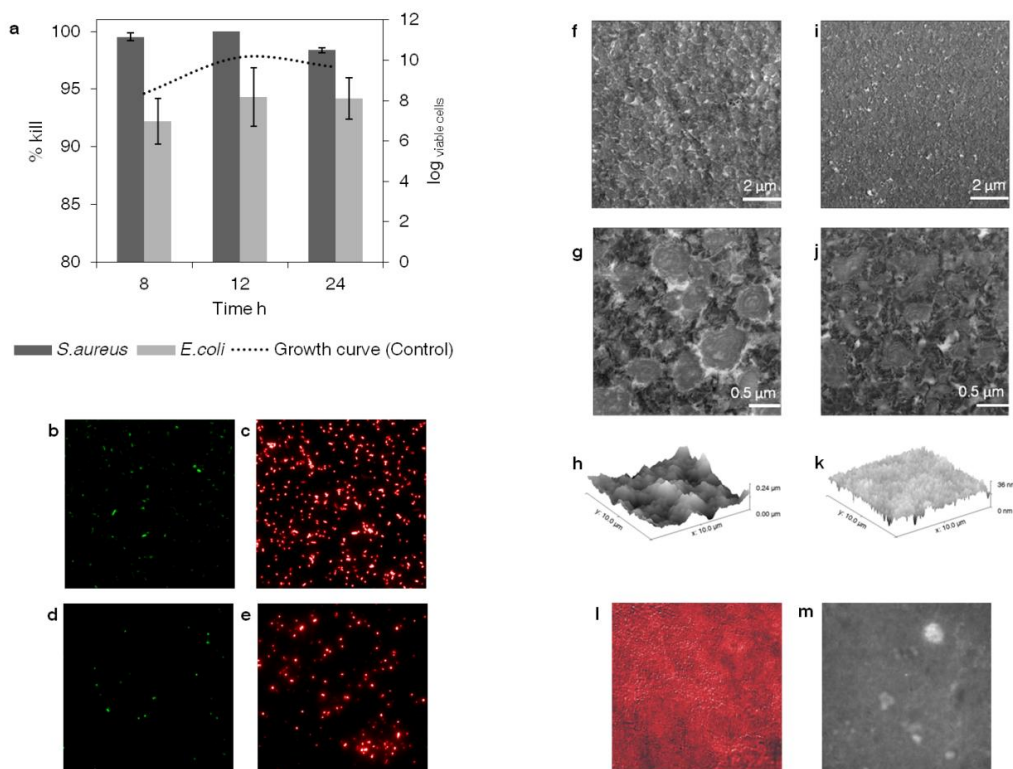 a
100
95
90
85
80
% kill
12
10
8
6
4
2
0
log viable cells
8 12 24
Time h
S.aureus E.coli Growth curve (Control)
b
c
d
e
f
2 µm
i
2 µm
g
0.5 µm
j
0.5 µm
h
0.24 µm
0.00 µm
y: 10.0 µm
x: 10.0 µm
k
36 nm
0 nm
y: 10.0 µm
x: 10.0 µm
l
m